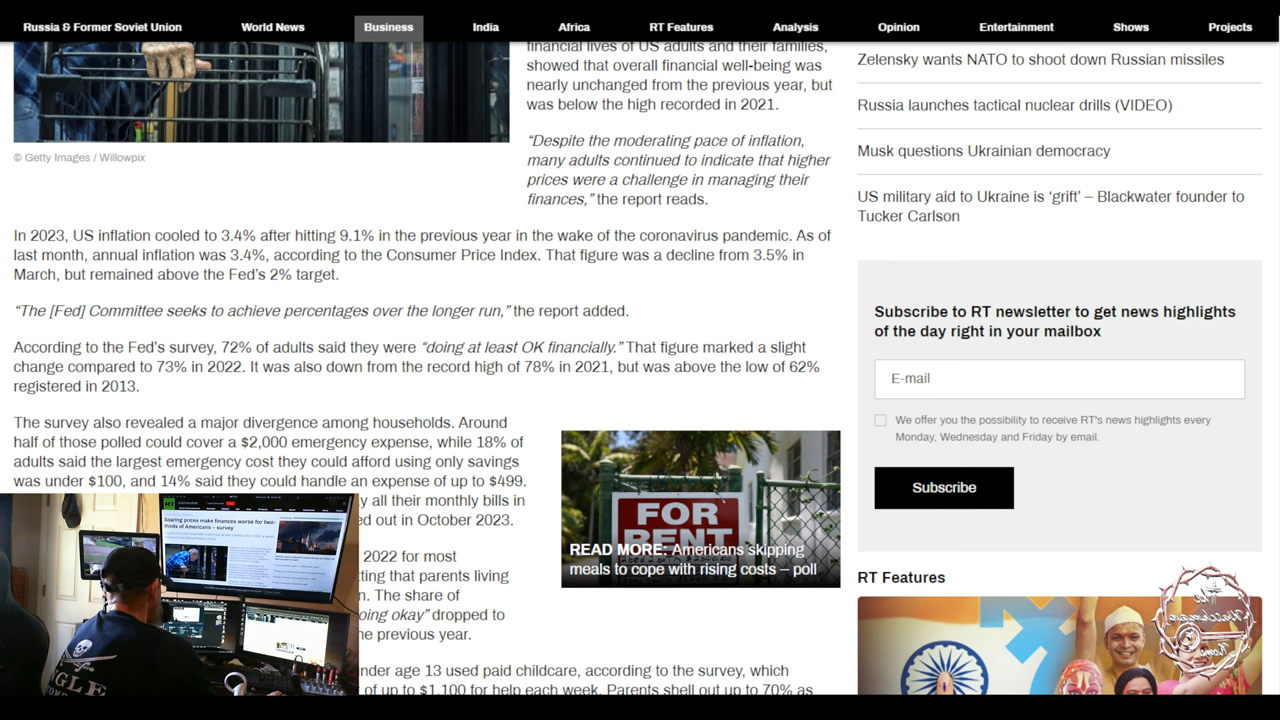 Russia & Former Soviet Union World News Business India Africa RT Features Analysis Opinion Entertainment Shows Projects
financial lives of US adults and their families,
showed that overall financial well-being was
nearly unchanged from the previous year, but
was below the high recorded in 2021.
“Despite the moderating pace of inflation,
many adults continued to indicate that higher
prices were a challenge in managing their
finances,” the report reads.
© Getty Images / Willowpix
In 2023, US inflation cooled to 3.4% after hitting 9.1% in the previous year in the wake of the coronavirus pandemic. As of
last month, annual inflation was 3.4%, according to the Consumer Price Index. That figure was a decline from 3.5% in
March, but remained above the Fed’s 2% target.
“The [Fed] Committee seeks to achieve percentages over the longer run,” the report added.
According to the Fed’s survey, 72% of adults said they were “doing at least OK financially.” That figure marked a slight
change compared to 73% in 2022. It was also down from the record high of 78% in 2021, but was above the low of 62%
registered in 2013.
The survey also revealed a major divergence among households. Around
half of those polled could cover a $2,000 emergency expense, while 18% of
adults said the largest emergency cost they could afford using only savings
was under $100, and 14% said they could handle an expense of up to $499.
y all their monthly bills in
ed out in October 2023.
2022 for most
ting that parents living
n. The share of
oing okay” dropped to
he previous year.
nder age 13 used paid childcare, according to the survey, which
of up to $1,100 for help each week. Parents shell out up to 70% as
FOR
RENT
READ MORE: Americans skipping
meals to cope with rising costs – poll
Soaring prices make finances worse for two-
thirds of Americans – survey
Zelensky wants NATO to shoot down Russian missiles
Russia launches tactical nuclear drills (VIDEO)
Musk questions Ukrainian democracy
US military aid to Ukraine is ‘grift’ – Blackwater founder to
Tucker Carlson
Subscribe to RT newsletter to get news highlights
of the day right in your mailbox
E-mail
We offer you the possibility to receive RT's news highlights every
Monday, Wednesday and Friday by email.
Subscribe
RT Features